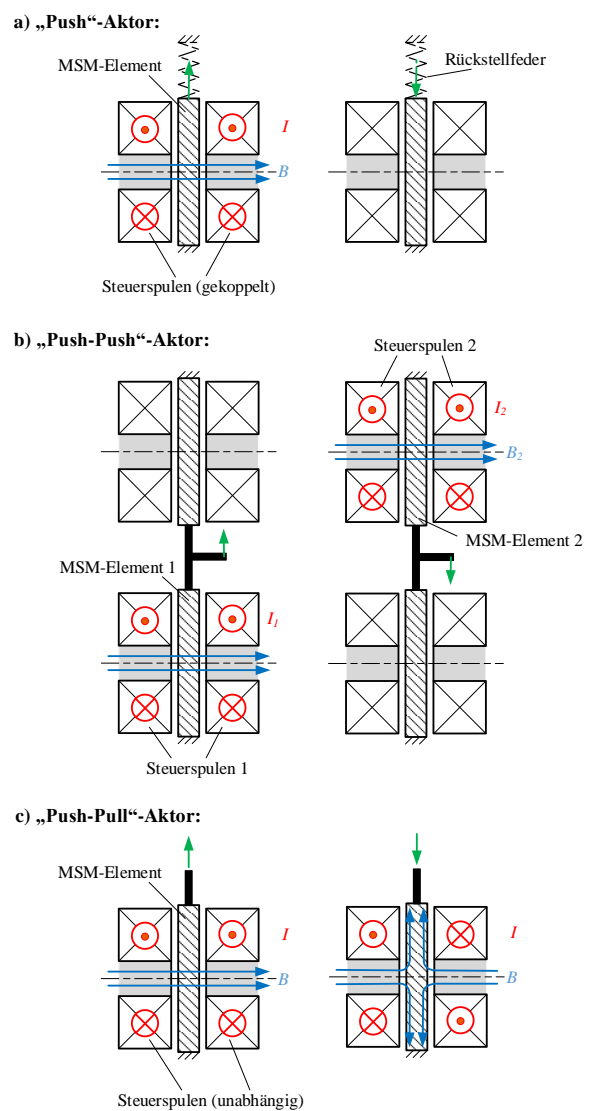 a) „Push“-Aktor:
MSM-Element
Rückstellfeder
I
B
Steuerspulen (gekoppelt)
b) „Push-Push“-Aktor:
Steuerspulen 2
I₂
B₂
MSM-Element 2
MSM-Element 1
I₁
Steuerspulen 1
c) „Push-Pull“-Aktor:
MSM-Element
I
I
B
B
Steuerspulen (unabhängig)